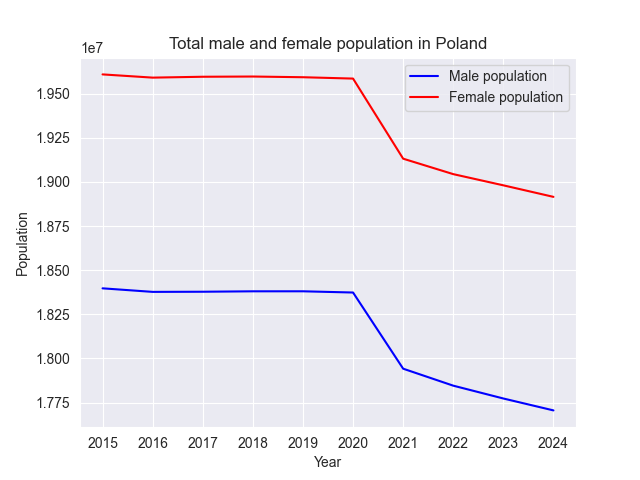 Total male and female population in Poland
1e7
Male population
Female population
1.950
1.925
1.900
1.875
1.850
1.825
1.800
1.775
Population
2015 2016 2017 2018 2019 2020 2021 2022 2023 2024
Year